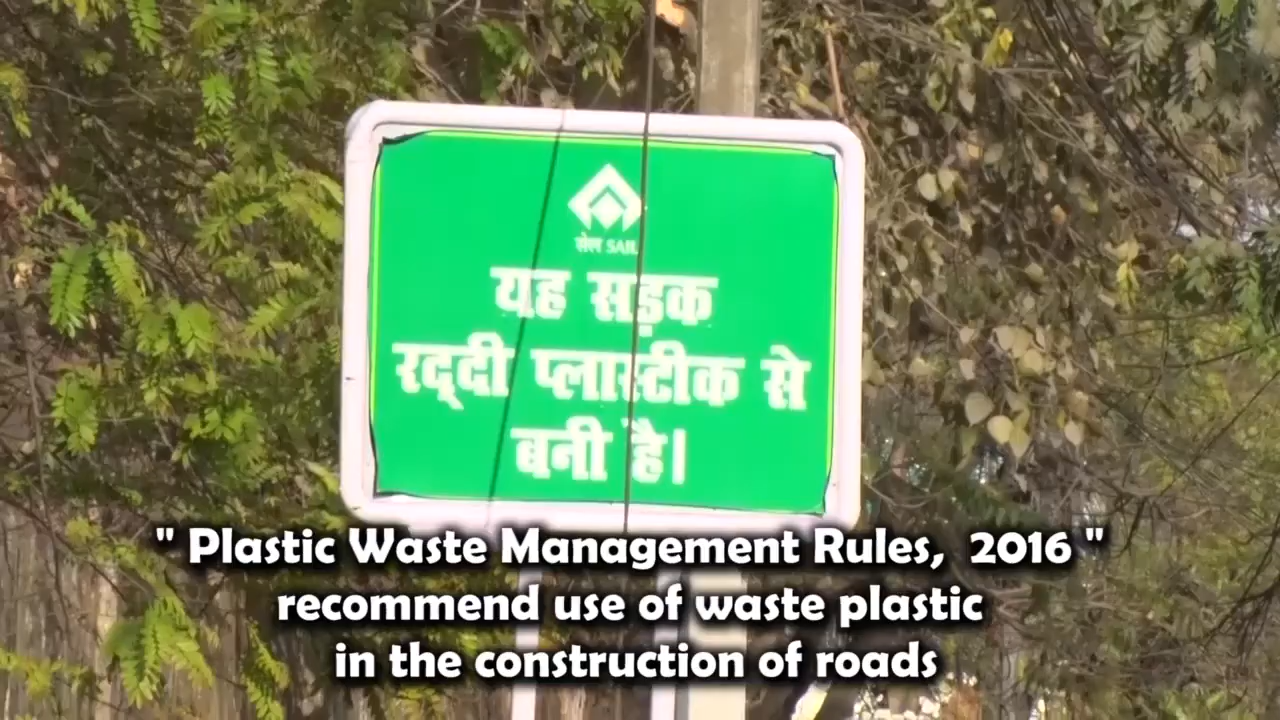 सेल SAIL
यह सड़क
रद्दी प्लास्टीक से
बनी है।
" Plastic Waste Management Rules, 2016 "
recommend use of waste plastic
in the construction of roads